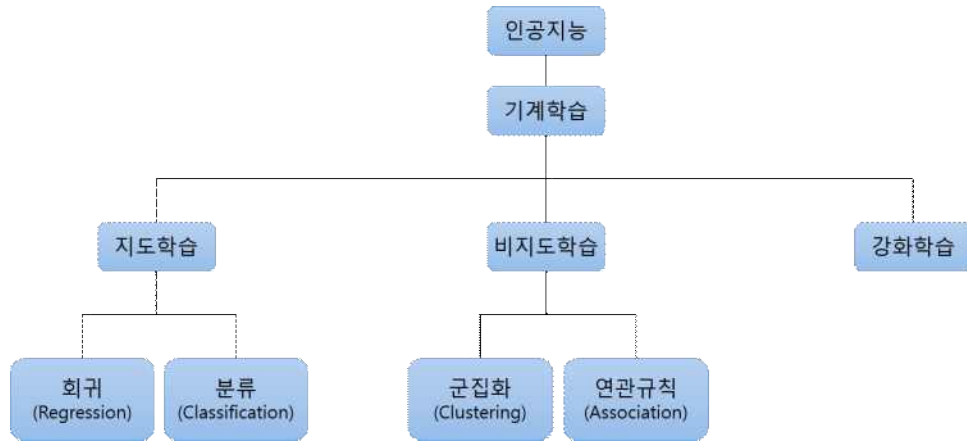 인공지능
기계학습
지도학습
비지도학습
강화학습
회귀
(Regression)
분류
(Classification)
군집화
(Clustering)
연관규칙
(Association)